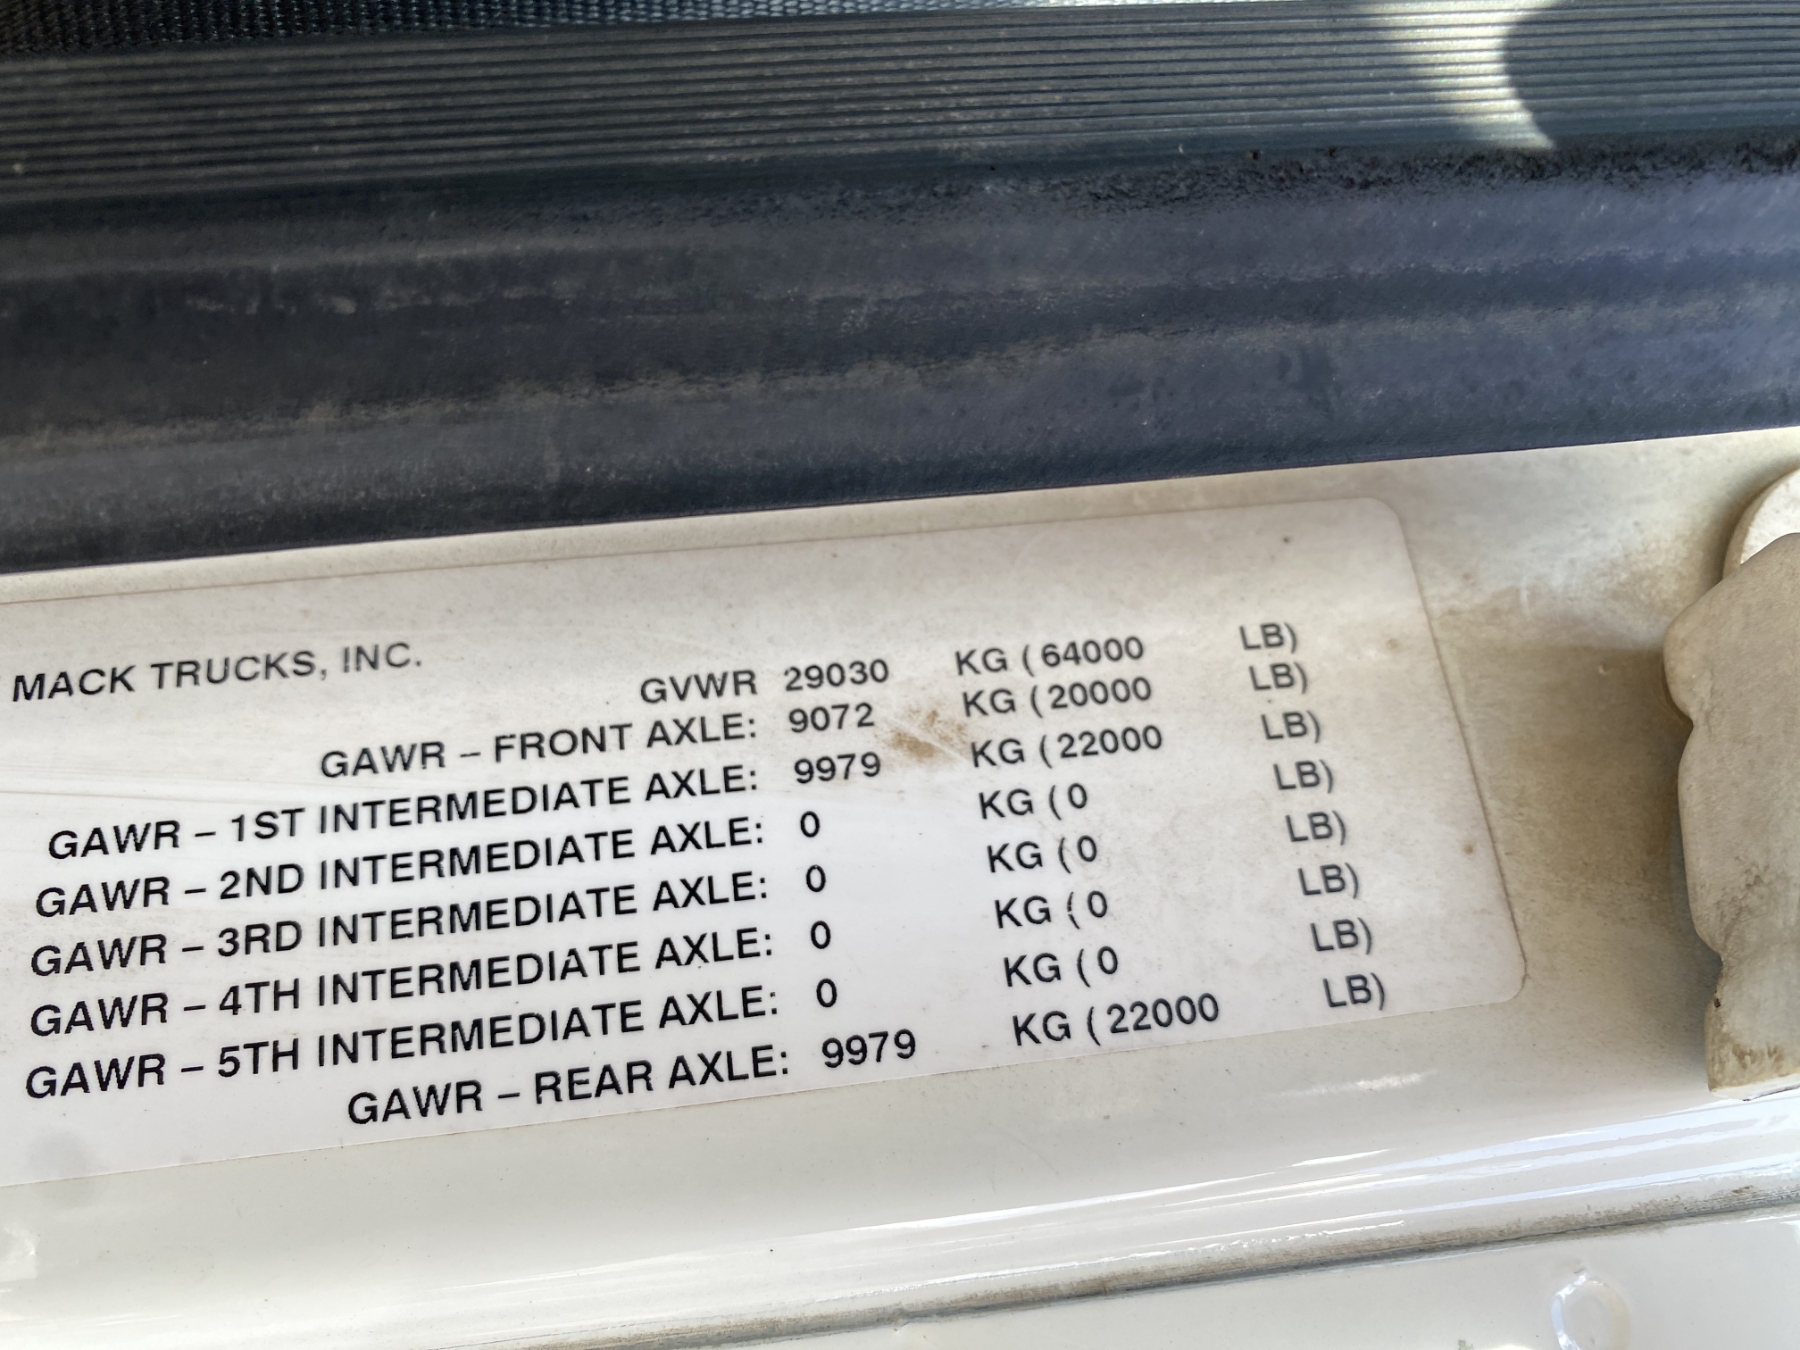 MACK TRUCKS, INC.
GVWR 29030 KG (64000 LB)
GAWR – FRONT AXLE: 9072 KG (20000 LB)
GAWR – 1ST INTERMEDIATE AXLE: 9979 KG (22000 LB)
GAWR – 2ND INTERMEDIATE AXLE: 0 KG (0 LB)
GAWR – 3RD INTERMEDIATE AXLE: 0 KG (0 LB)
GAWR – 4TH INTERMEDIATE AXLE: 0 KG (0 LB)
GAWR – 5TH INTERMEDIATE AXLE: 0 KG (0 LB)
GAWR – REAR AXLE: 9979 KG (22000 LB)